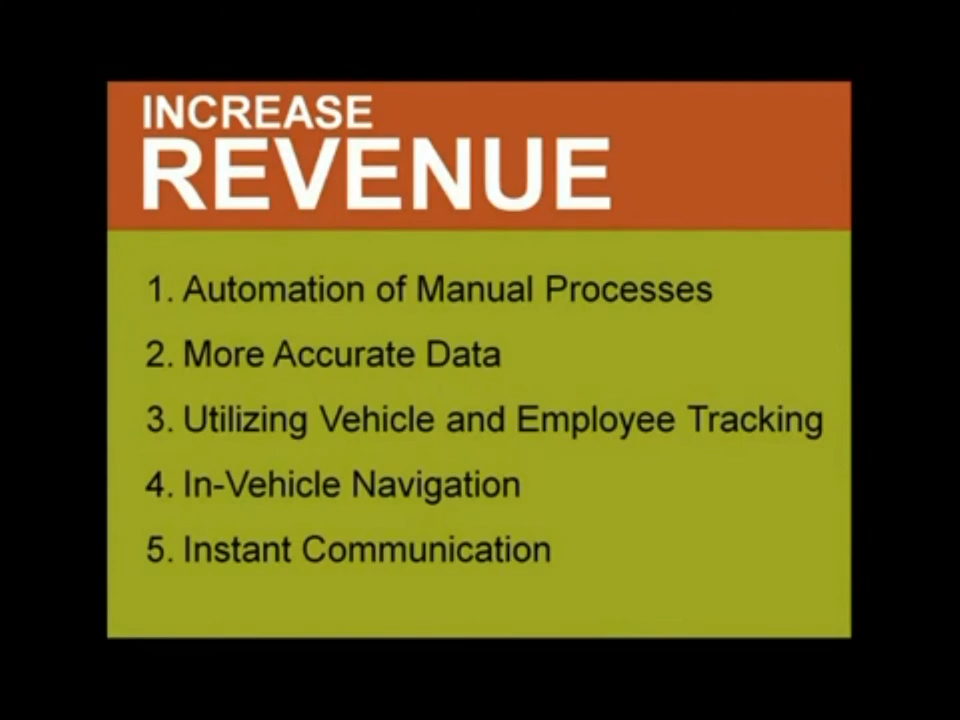 INCREASE
REVENUE
1. Automation of Manual Processes
2. More Accurate Data
3. Utilizing Vehicle and Employee Tracking
4. In-Vehicle Navigation
5. Instant Communication